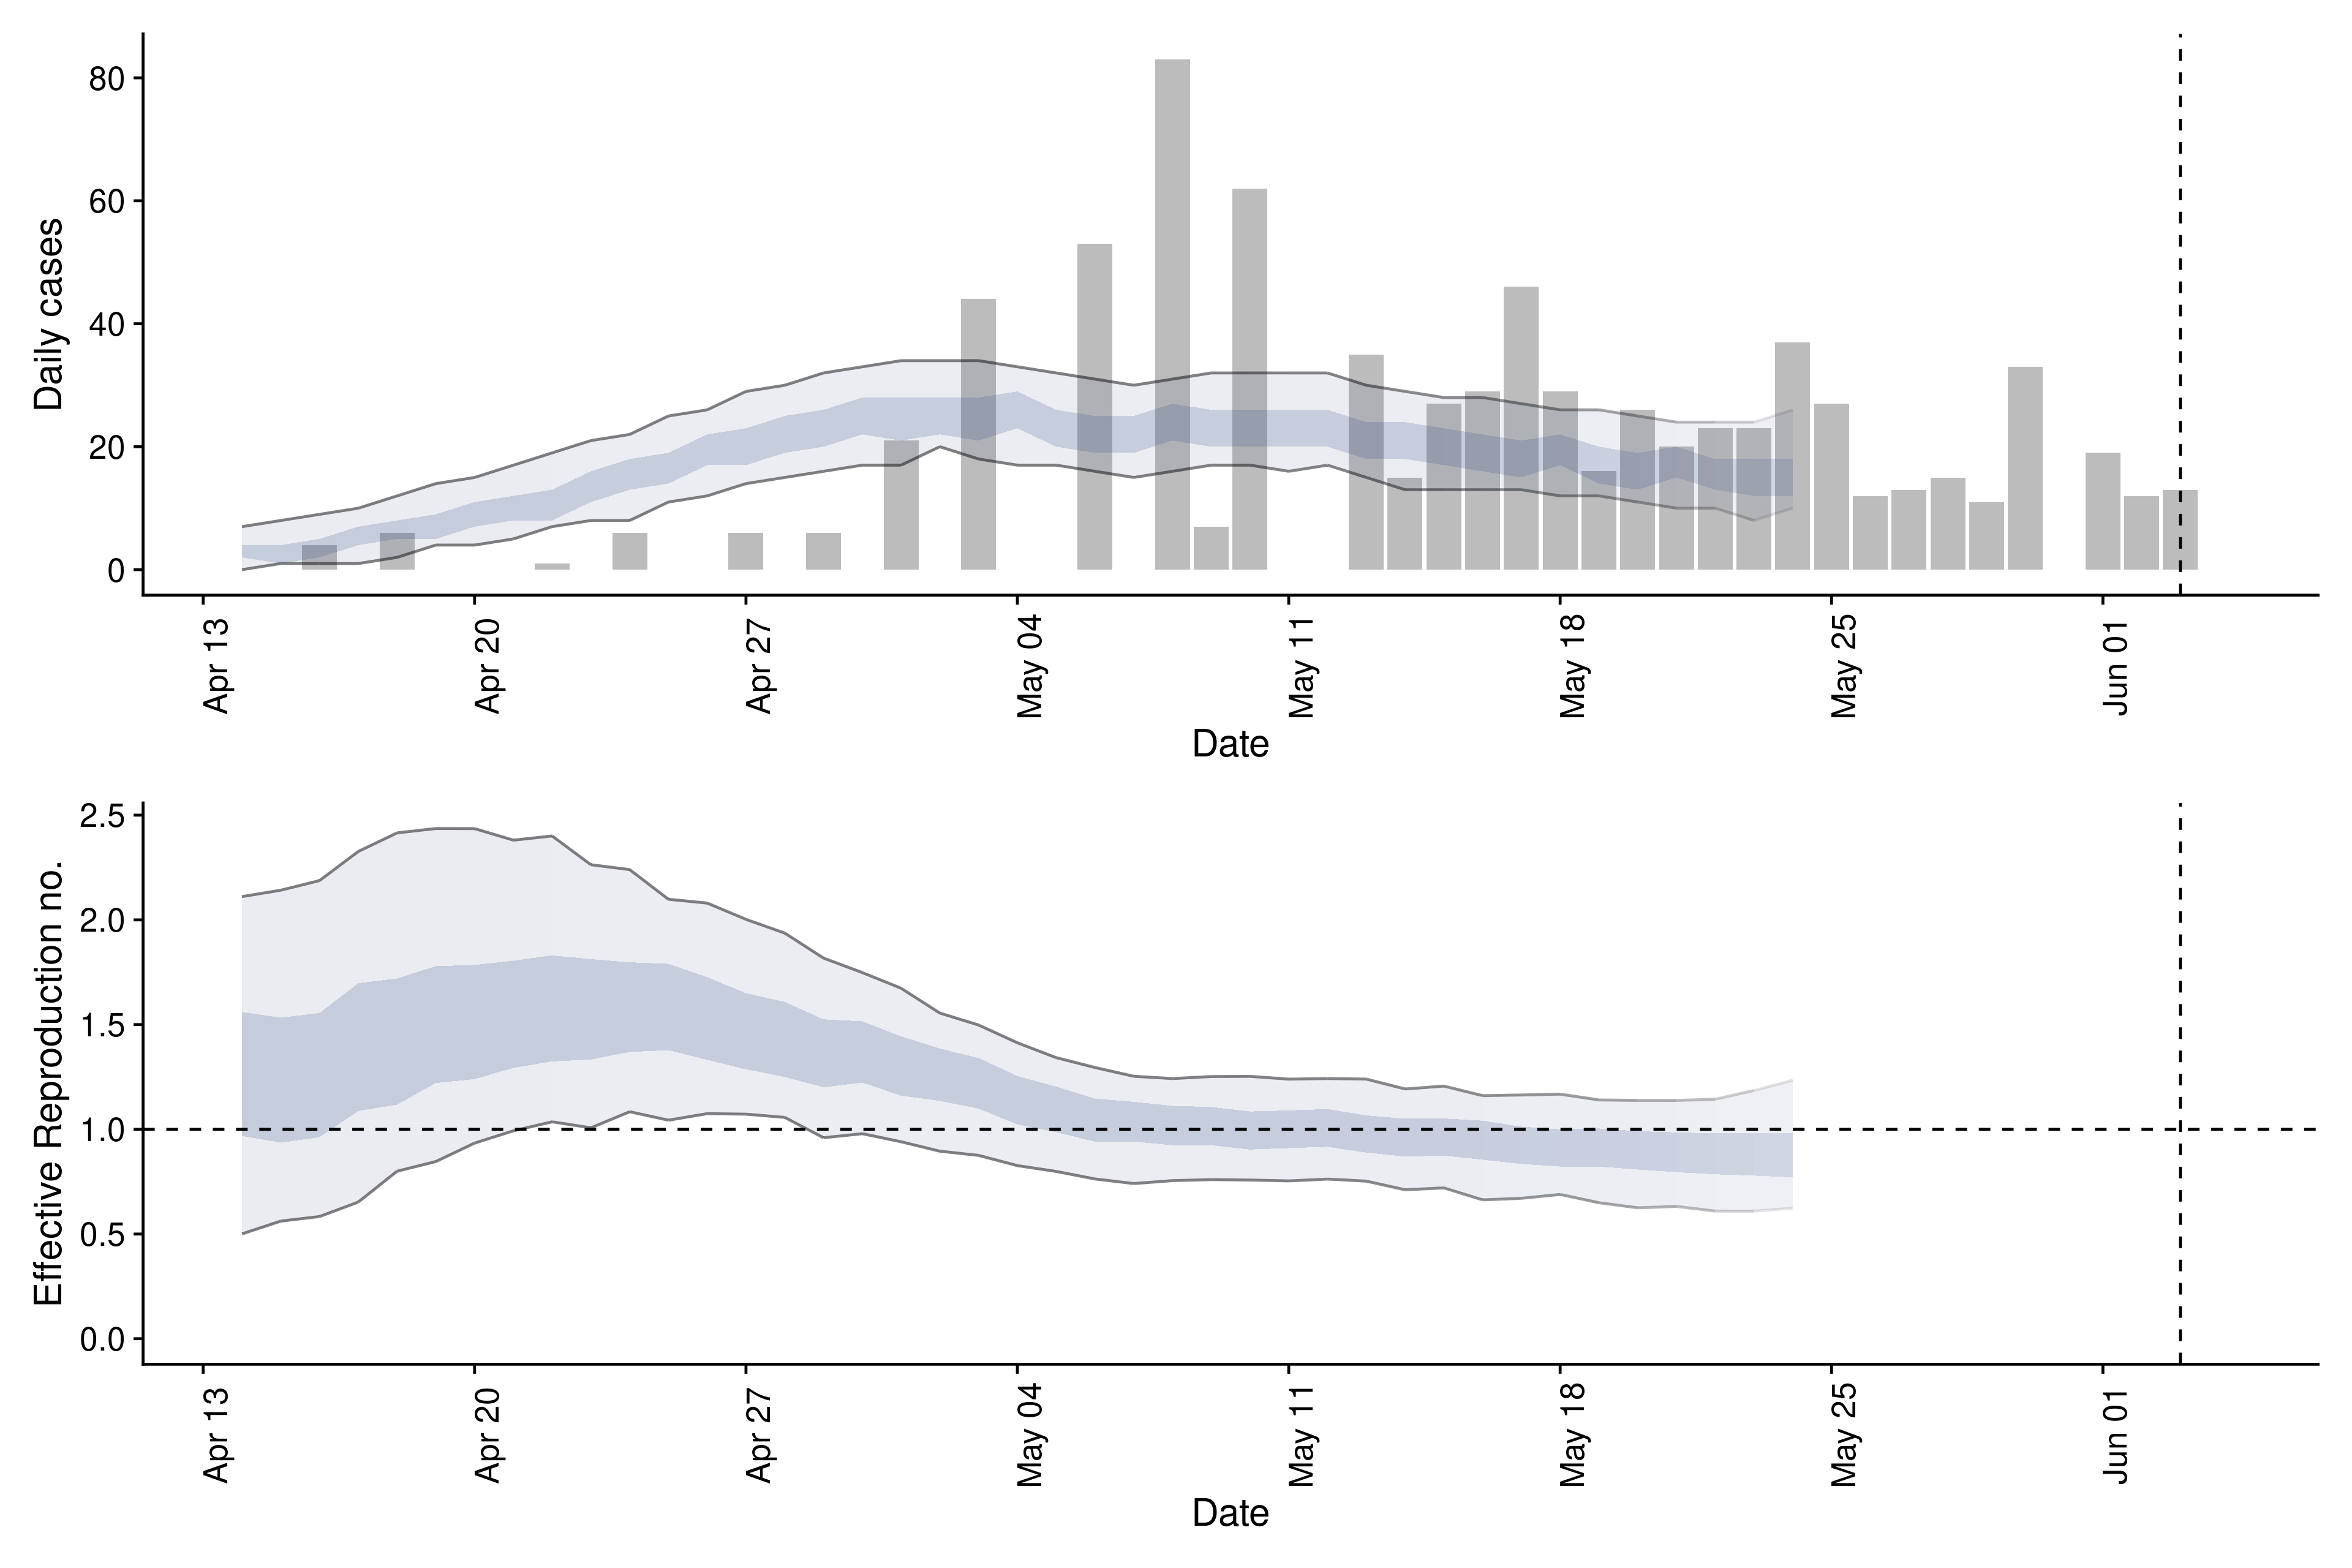 Daily cases
80
60
40
20
0
Apr 13
Apr 20
Apr 27
May 04
May 11
May 18
May 25
Jun 01
Date
Effective Reproduction no.
2.5
2.0
1.5
1.0
0.5
0.0
Apr 13
Apr 20
Apr 27
May 04
May 11
May 18
May 25
Jun 01
Date